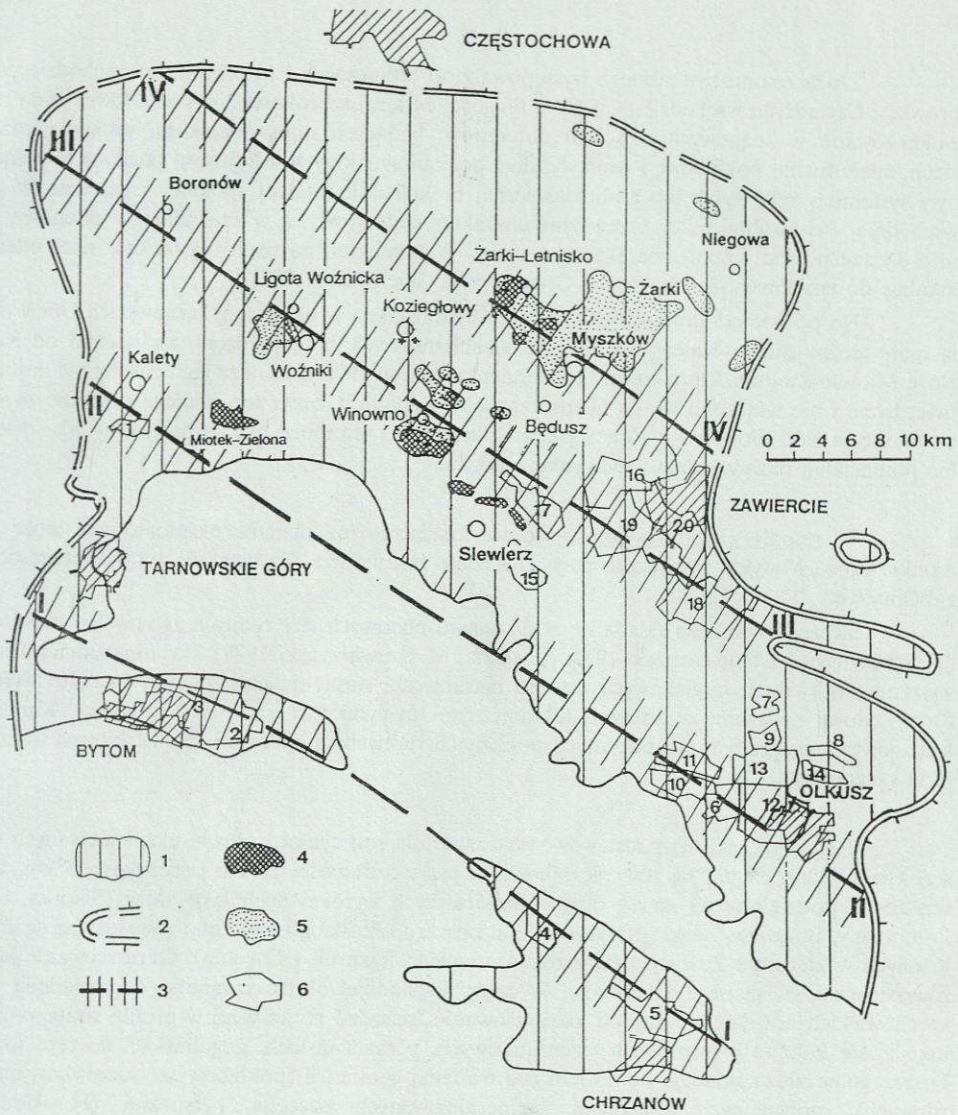 CZĘSTOCHOWA
IV
III
Boronów
Niegowa
Żarki–Letnisko
Żarki
Ligota Woźnicka
Koziegłowy
Myszków
Woźniki
Kalety
II
1
Winowno
Miotek–Zielona
Będusz
IV
0 2 4 6 8 10 km
16
ZAWIERCIE
17
19
20
Siewierz
15
TARNOWSKIE GÓRY
18
I
III
3
2
7
9
8
BYTOM
11
13
14
10
OLKUSZ
6
12
1
4
2
5
3
6
II
4
5
I
CHRZANÓW